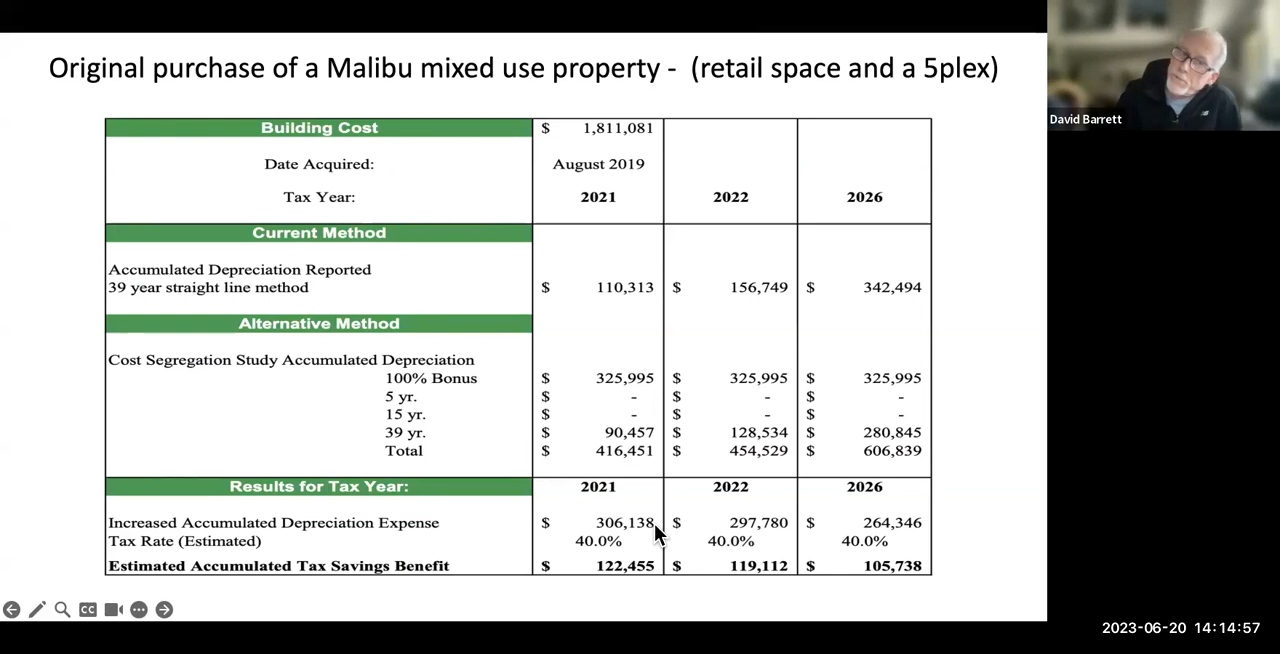 Original purchase of a Malibu mixed use property - (retail space and a 5plex)
David Barrett
Building Cost $ 1,811,081
Date Acquired: August 2019
Tax Year: 2021 2022 2026
Current Method
Accumulated Depreciation Reported
39 year straight line method $ 110,313 $ 156,749 $ 342,494
Alternative Method
Cost Segregation Study Accumulated Depreciation
100% Bonus $ 325,995 $ 325,995 $ 325,995
5 yr. $ - $ - $ -
15 yr. $ - $ - $ -
39 yr. $ 90,457 $ 128,534 $ 280,845
Total $ 416,451 $ 454,529 $ 606,839
Results for Tax Year: 2021 2022 2026
Increased Accumulated Depreciation Expense $ 306,138 $ 297,780 $ 264,346
Tax Rate (Estimated) 40.0% 40.0% 40.0%
Estimated Accumulated Tax Savings Benefit $ 122,455 $ 119,112 $ 105,738
CC
2023-06-20 14:14:57